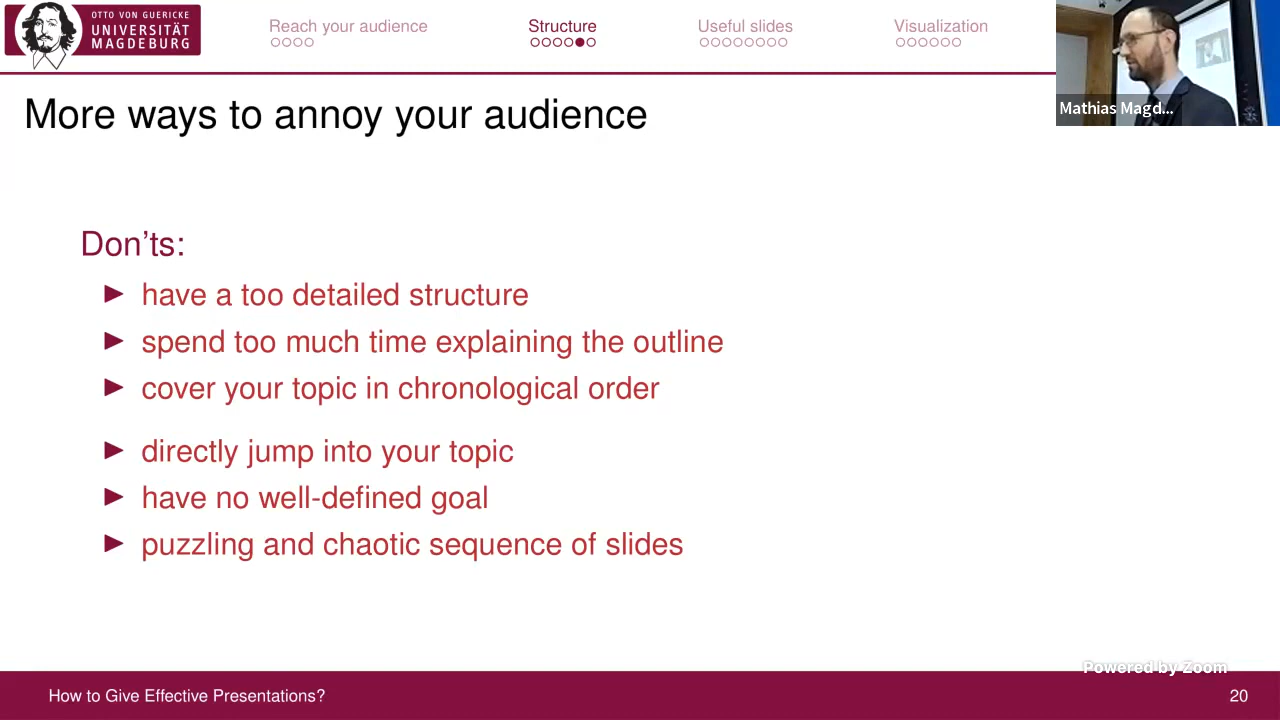 OTTO VON GUERICKE
UNIVERSITÄT
MAGDEBURG
Reach your audience
Structure
Useful slides
Visualization
Mathias Magd...
More ways to annoy your audience
Don'ts:
have a too detailed structure
spend too much time explaining the outline
cover your topic in chronological order
directly jump into your topic
have no well-defined goal
puzzling and chaotic sequence of slides
Powered by Zoom
How to Give Effective Presentations?
20